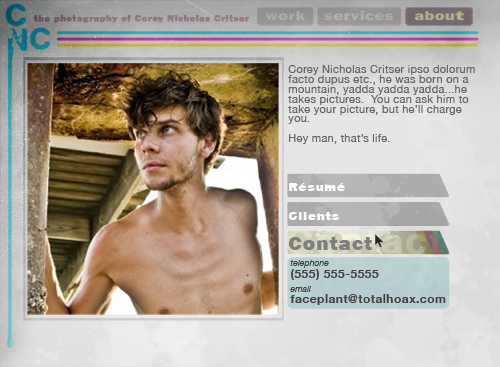 C
NC
the photography of Corey Nicholas Critser
work
services
about
Corey Nicholas Critser ipso dolorum
facto dupus etc., he was born on a
mountain, yadda yadda yadda...he
takes pictures.  You can ask him to
take your picture, but he'll charge
you.
Hey man, that's life.
Résumé
Clients
Contact
telephone
(555) 555-5555
email
faceplant@totalhoax.com